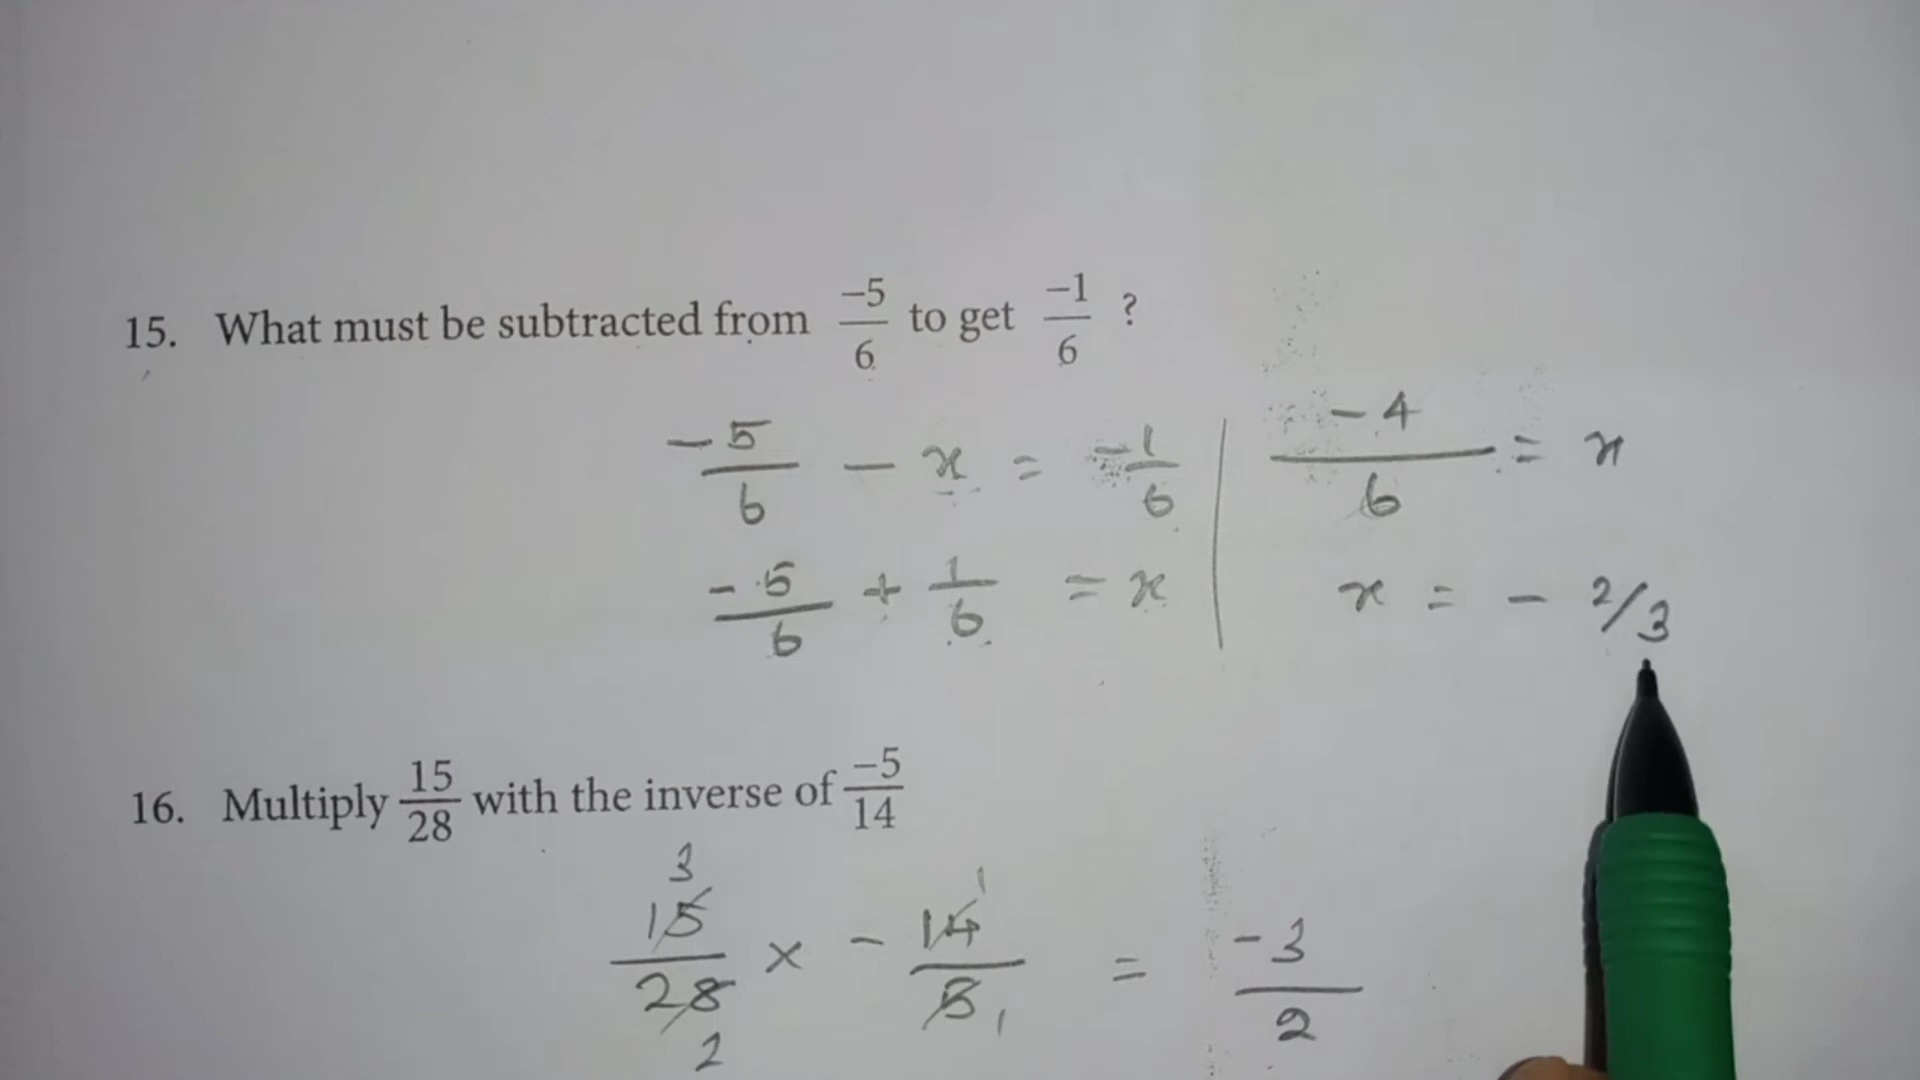 15. What must be subtracted from -5/6 to get -1/6 ?
-5/6 - x = -1/6
-5/6 + 1/6 = x
-4/6 = x
x = - 2/3
16. Multiply 15/28 with the inverse of -5/14
3 1
15/28 × - 14/5 = -3/2
2 1